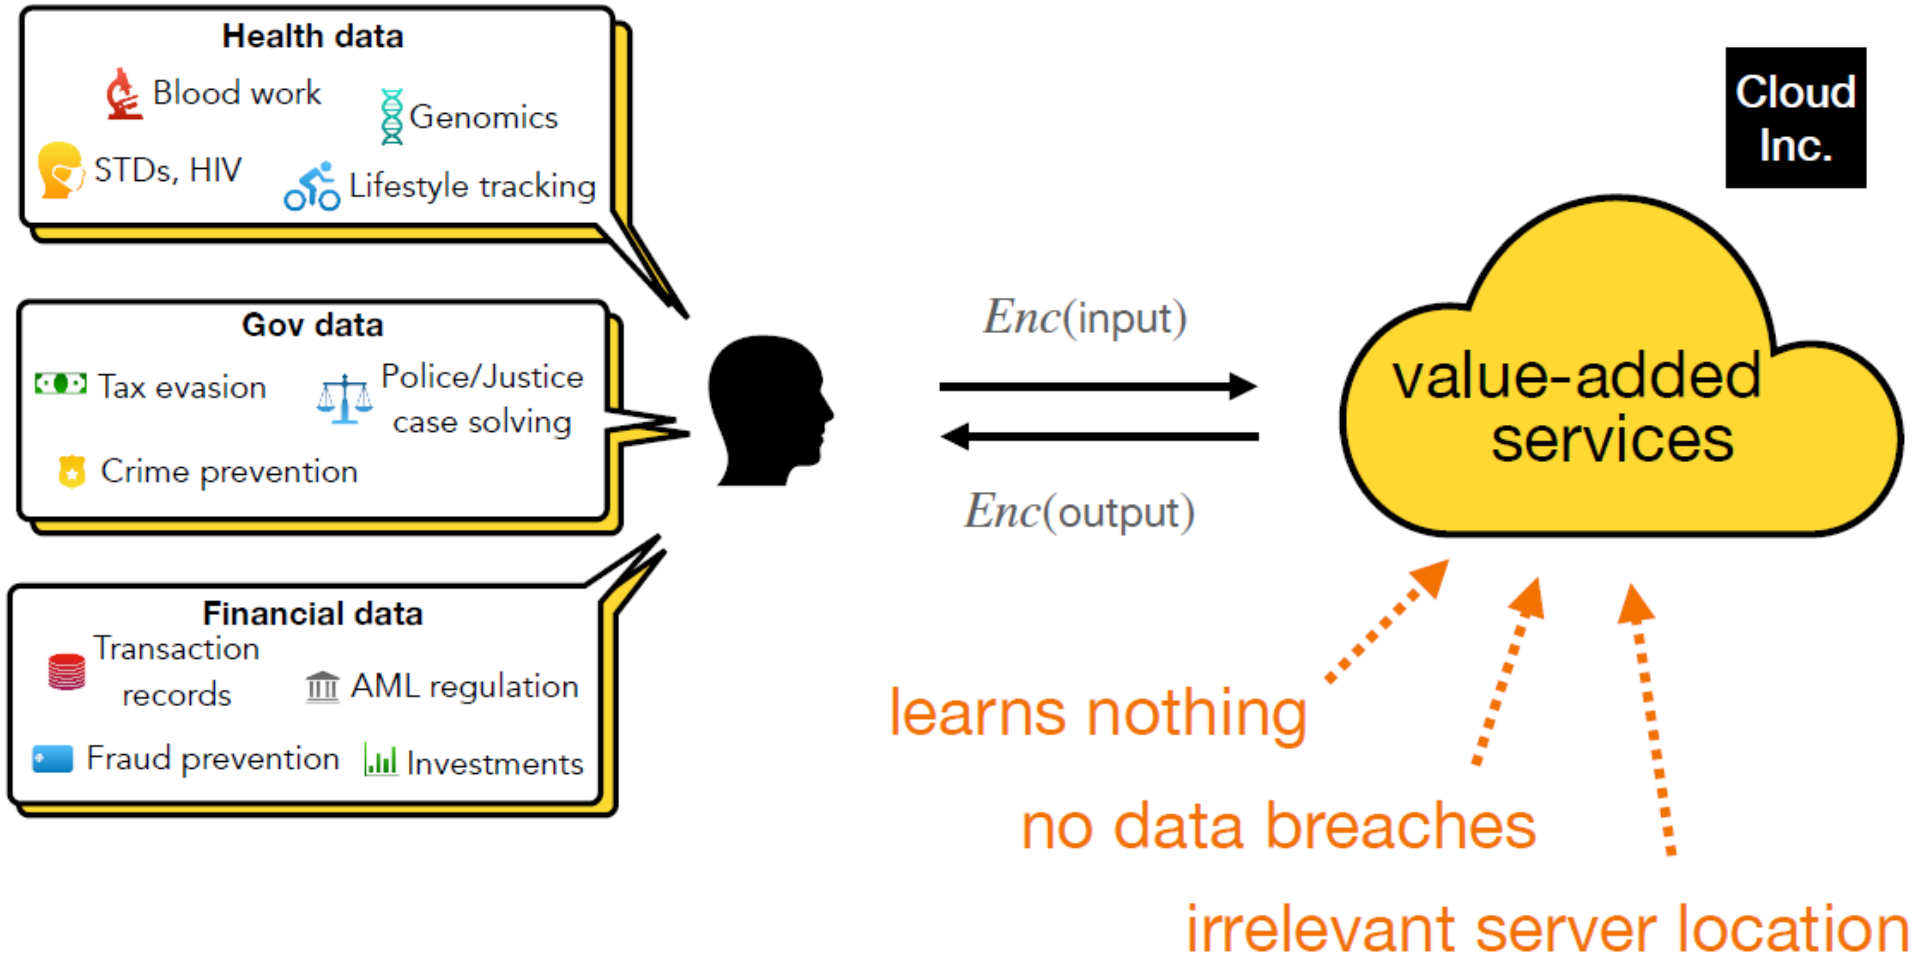 Health data
Blood work
Genomics
STDs, HIV
Lifestyle tracking
Gov data
Tax evasion
Police/Justice
case solving
Crime prevention
Financial data
Transaction
records
AML regulation
Fraud prevention
Investments
Enc(input)
Enc(output)
Cloud
Inc.
value-added
services
learns nothing
no data breaches
irrelevant server location